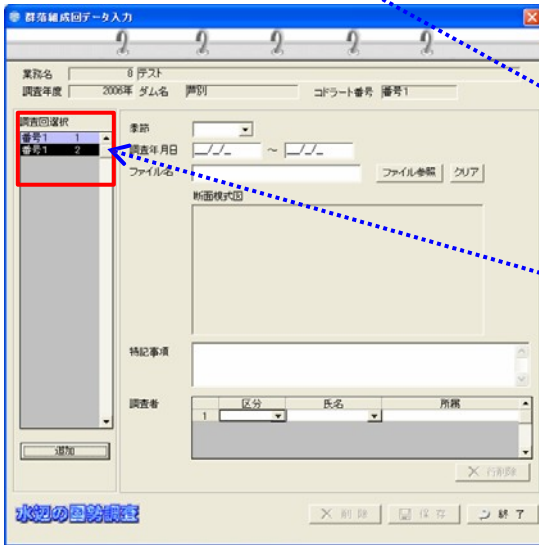 群落組成回データ入力
業務名 8 テスト
調査年度 2006年 ダム名 芦別 コドラート番号 番号1
調査回選択
番号1 1
番号1 2
季節
調査年月日 __/_/_ ～ __/_/_
ファイル名 ファイル参照 クリア
断面模式図
特記事項
調査者 区分 氏名 所属
1
追加
行削除
水辺の国勢調査
削除 保存 終了